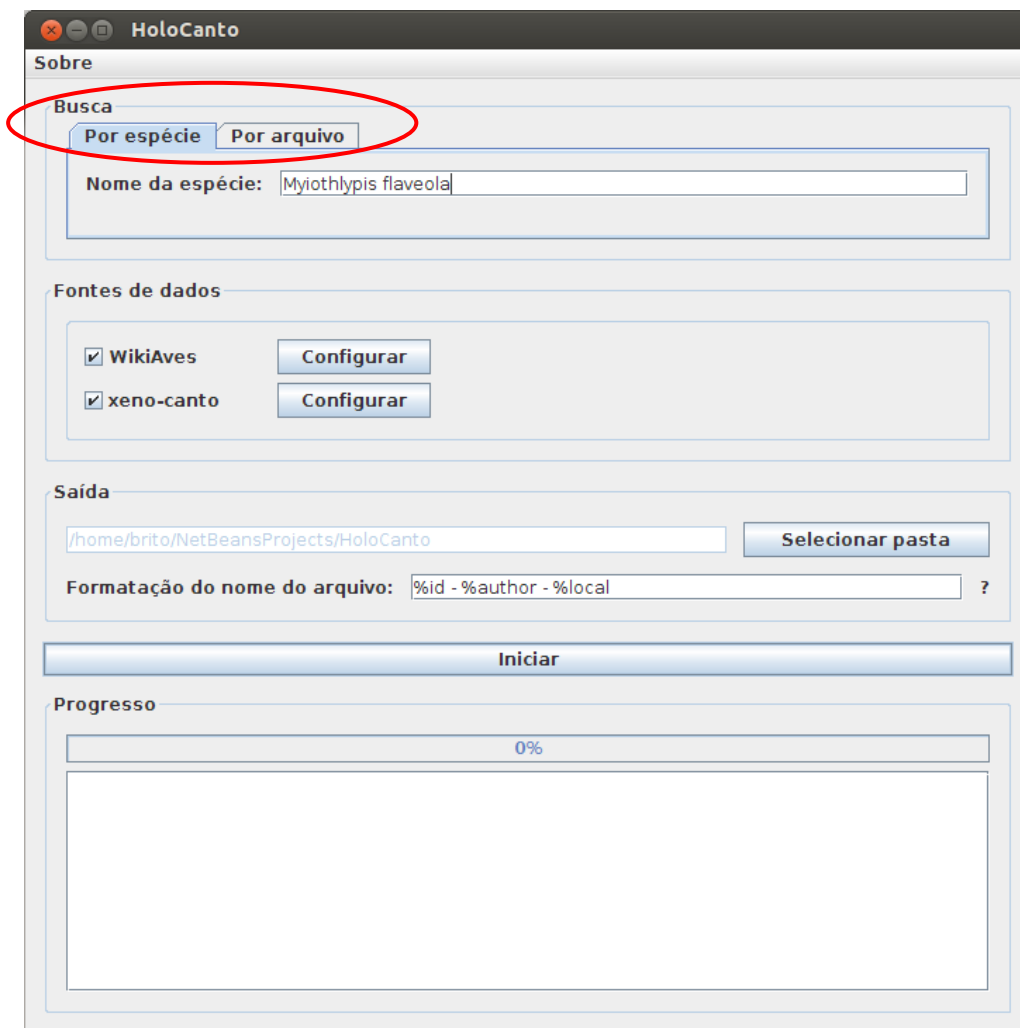 HoloCanto
Sobre
Busca
Por espécie Por arquivo
Nome da espécie: Myiothlypis flaveola
Fontes de dados
WikiAves Configurar
xeno-canto Configurar
Saída
/home/brito/NetBeansProjects/HoloCanto Selecionar pasta
Formatação do nome do arquivo: %id - %author - %local ?
Iniciar
Progresso
0%